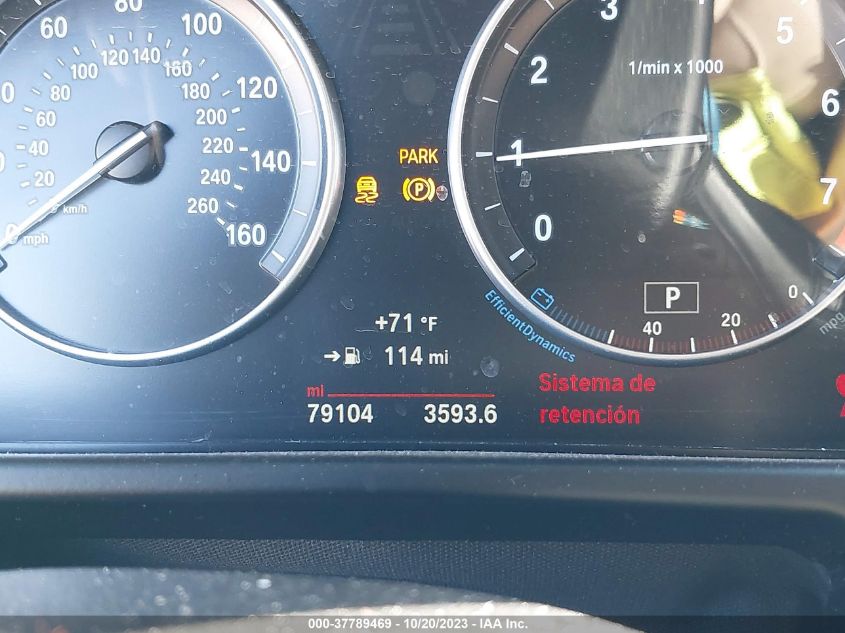 60 80 100
120 140
100 160
80 180 120
60 200
40 220 140
20 240
km/h 260
0 mph 160
PARK
P
+71 °F
114 mi
mi
79104 3593.6
3 5
2 1/min x 1000
6
1
7
0
P
EfficientDynamics
40 20 0
mpg
Sistema de
retención
000-37789469 - 10/20/2023 - IAA Inc.